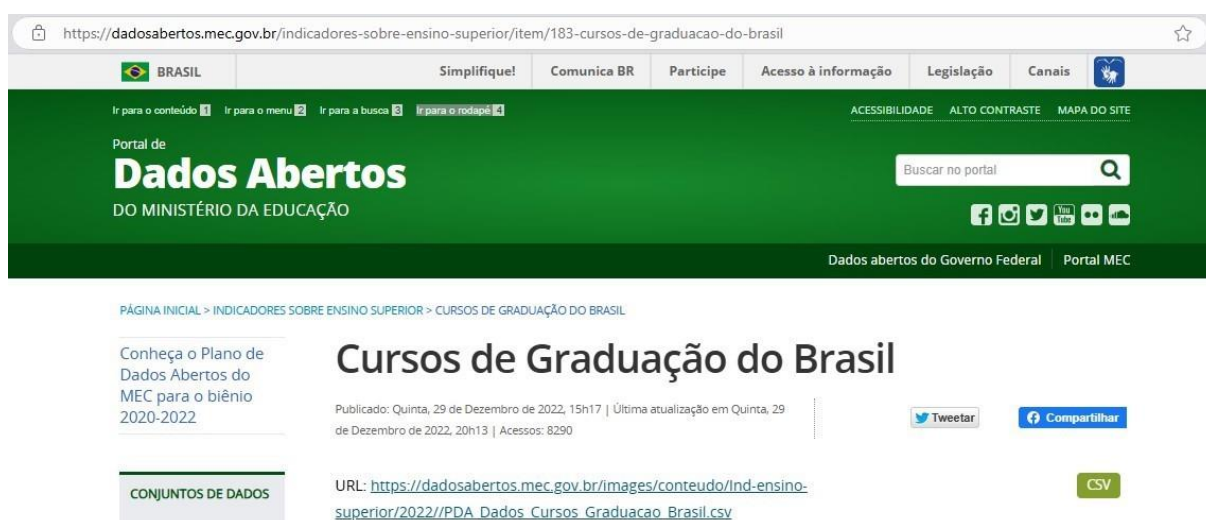 https://dadosabertos.mec.gov.br/indicadores-sobre-ensino-superior/item/183-cursos-de-graduacao-do-brasil
BRASIL Simplifique! Comunica BR Participe Acesso à informação Legislação Canais
Ir para o conteúdo 1 Ir para o menu 2 Ir para a busca 3 Ir para o rodapé 4 ACESSIBILIDADE ALTO CONTRASTE MAPA DO SITE
Portal de
Dados Abertos
Buscar no portal
DO MINISTÉRIO DA EDUCAÇÃO
You Tube
Dados abertos do Governo Federal Portal MEC
PÁGINA INICIAL > INDICADORES SOBRE ENSINO SUPERIOR > CURSOS DE GRADUAÇÃO DO BRASIL
Conheça o Plano de
Dados Abertos do
MEC para o biênio
2020-2022
CONJUNTOS DE DADOS
Cursos de Graduação do Brasil
Publicado: Quinta, 29 de Dezembro de 2022, 15h17 | Última atualização em Quinta, 29
de Dezembro de 2022, 20h13 | Acessos: 8290
Tweetar Compartilhar
URL: https://dadosabertos.mec.gov.br/images/conteudo/Ind-ensino-
superior/2022//PDA_Dados_Cursos_Graduacao_Brasil.csv
CSV